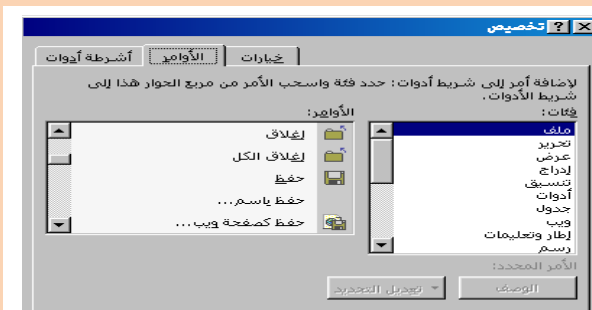 تخصيص
أشرطة أدوات
الأوامر
خيارات
لإضافة أمر إلى شريط أدوات: حدد فئة واسحب الأمر من مربع الحوار هذا إلى
شريط الأدوات.
فئات:
ملف
تحرير
عرض
إدراج
تنسيق
أدوات
جدول
ويب
إطار وتعليمات
رسم
الأوامر:
إغلاق
إغلاق الكل
حفظ
حفظ باسم...
حفظ كصفحة ويب...
الأمر المحدد:
الوصف
تعديل التحديد